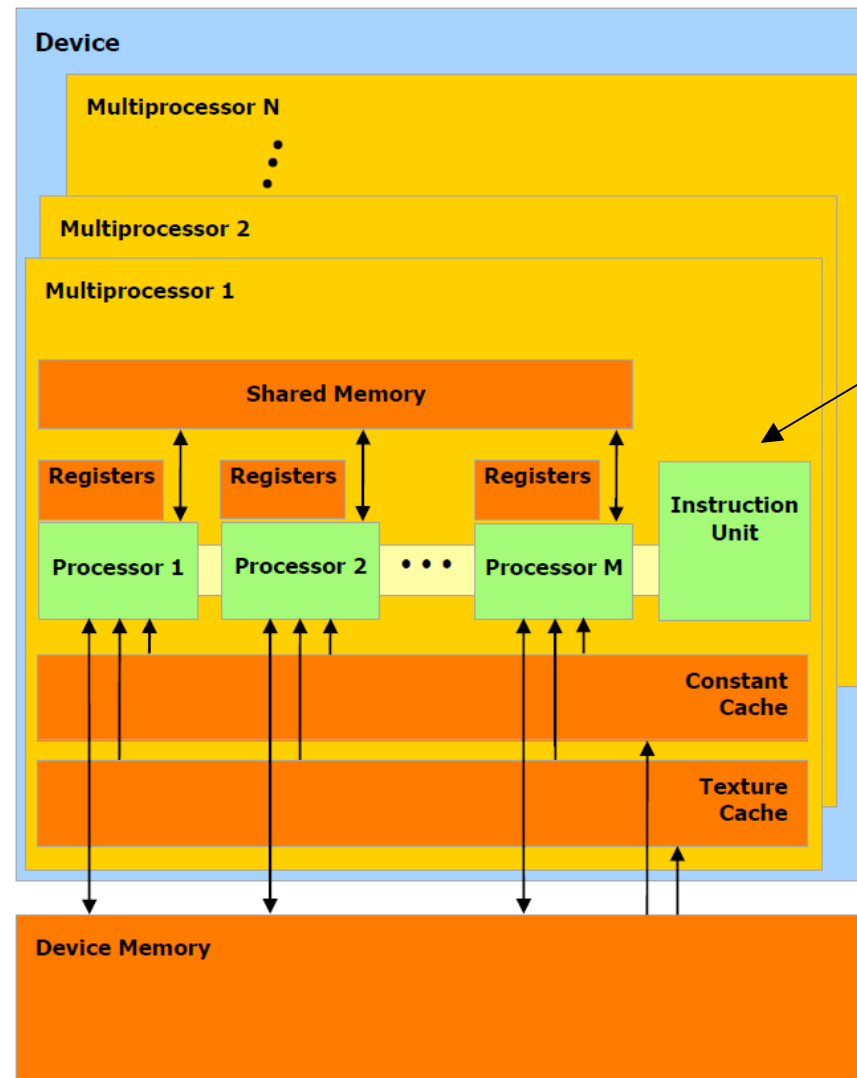 Device
Multiprocessor N
Multiprocessor 2
Multiprocessor 1
Shared Memory
Registers
Registers
Registers
Instruction
Unit
Processor 1
Processor 2
Processor M
Constant
Cache
Texture
Cache
Device Memory